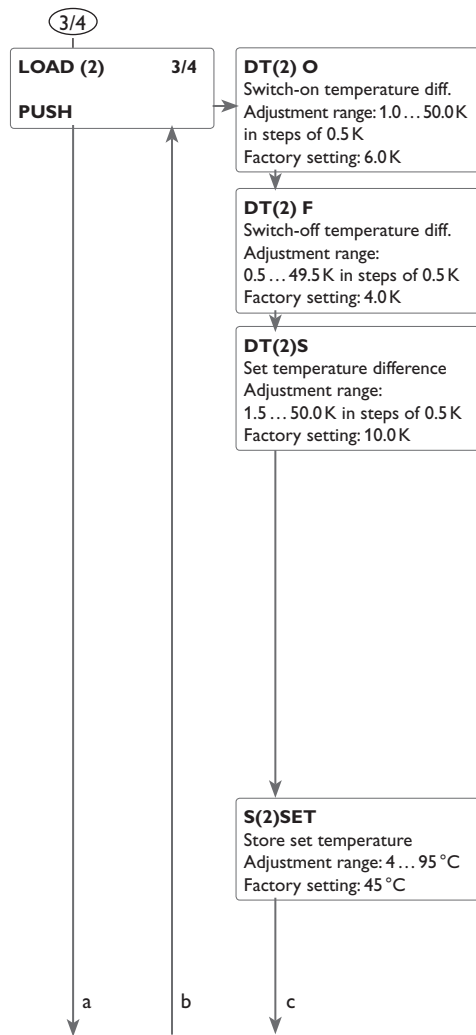 3/4
LOAD (2) 3/4
PUSH
DT(2) O
Switch-on temperature diff.
Adjustment range: 1.0 … 50.0 K
in steps of 0.5 K
Factory setting: 6.0 K
DT(2) F
Switch-off temperature diff.
Adjustment range:
0.5 … 49.5 K in steps of 0.5 K
Factory setting: 4.0 K
DT(2)S
Set temperature difference
Adjustment range:
1.5 … 50.0 K in steps of 0.5 K
Factory setting: 10.0 K
S(2)SET
Store set temperature
Adjustment range: 4 … 95 °C
Factory setting: 45 °C
a b c